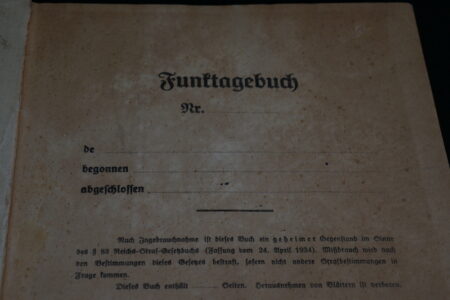 Funktagebuch
Nr.
de
begonnen
abgeschlossen
Nach Ingebrauchnahme ist dieses Buch ein geheimer Gegenstand im Sinne
des § 88 Reichs-Straf-Gesetzbuchs (Fassung vom 24. April 1934). Mißbrauch wird nach
den Bestimmungen dieses Gesetzes bestraft, sofern nicht andere Strafbestimmungen in
Frage kommen.
Dieses Buch enthält Seiten. Herausnehmen von Blättern ist verboten.